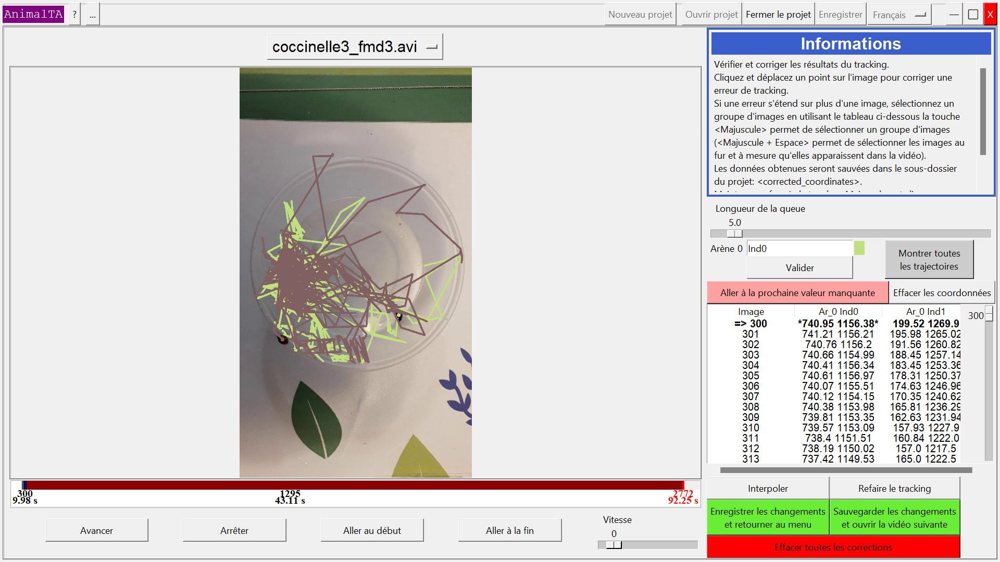 AnimalTA ? ... Nouveau projet Ouvrir projet Fermer le projet Enregistrer Français — X
coccinelle3_fmd3.avi
Informations
Vérifier et corriger les résultats du tracking.
Cliquez et déplacez un point sur l'image pour corriger une
erreur de tracking.
Si une erreur s'étend sur plus d'une image, sélectionnez un
groupe d'images en utilisant le tableau ci-dessous la touche
<Majuscule> permet de sélectionner un groupe d'images
(<Majuscule + Espace> permet de sélectionner les images au
fur et à mesure qu'elles apparaissent dans la vidéo).
Les données obtenues seront sauvées dans le sous-dossier
du projet: <corrected_coordinates>.
Longueur de la queue
5.0
Arène 0 Ind0
Valider
Montrer toutes
les trajectoires
Aller à la prochaine valeur manquante Effacer les coordonnées
Image Ar_0 Ind0 Ar_0 Ind1 300
=> 300 *740.95 1156.38* 199.52 1269.9
301 741.21 1156.21 195.98 1265.02
302 740.76 1156.2 191.56 1260.82
303 740.66 1154.99 188.45 1257.14
304 740.41 1156.34 183.45 1253.36
305 740.61 1156.97 178.31 1250.37
306 740.07 1155.51 174.63 1246.96
307 740.12 1154.15 170.35 1240.62
308 740.38 1153.98 165.81 1236.29
309 739.81 1153.35 162.63 1231.94
310 739.57 1153.09 157.93 1227.9
311 738.4 1151.51 160.84 1222.0
312 738.19 1150.02 157.0 1217.5
313 737.42 1149.53 165.0 1222.5
Interpoler Refaire le tracking
Enregistrer les changements
et retourner au menu
Sauvegarder les changements
et ouvrir la vidéo suivante
Effacer toutes les corrections
300 1295 2772
9.98 s 43.11 s 92.25 s
Avancer Arrêter Aller au début Aller à la fin
Vitesse
0